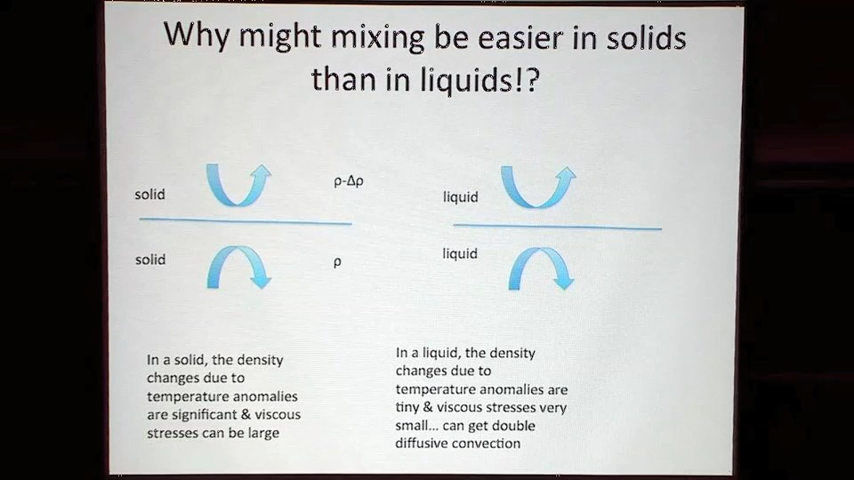 Why might mixing be easier in solids
than in liquids!?
solid
ρ-Δρ
liquid
solid
ρ
liquid
In a solid, the density
changes due to
temperature anomalies
are significant & viscous
stresses can be large
In a liquid, the density
changes due to
temperature anomalies are
tiny & viscous stresses very
small... can get double
diffusive convection